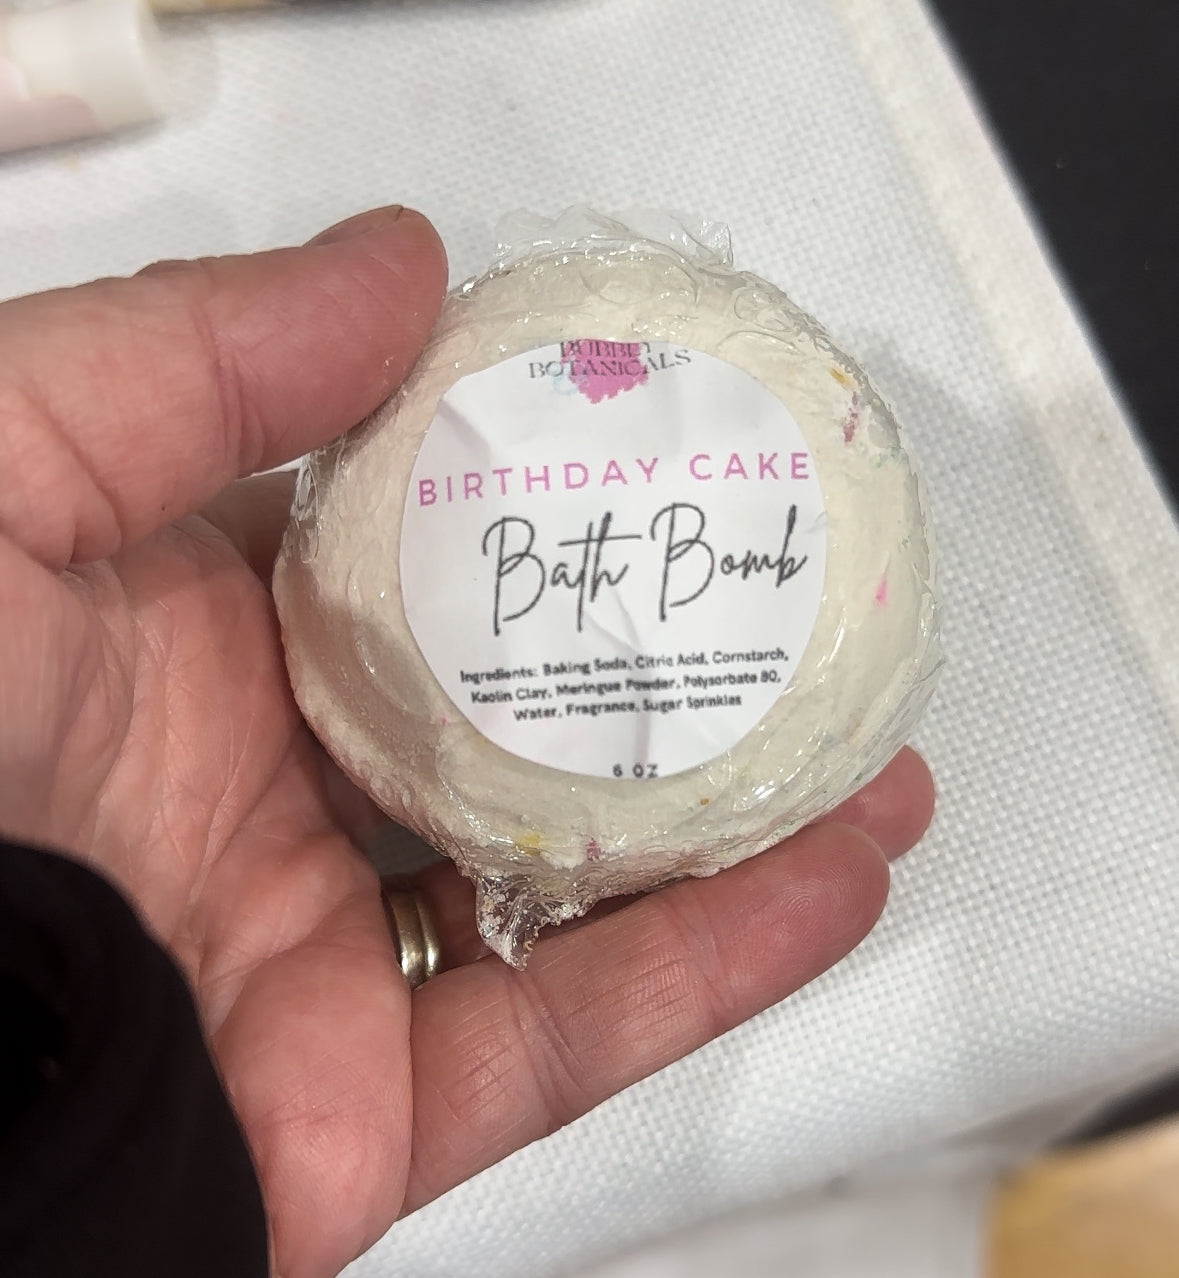 BOTANICALS
BIRTHDAY CAKE
Bath Bomb
Ingredients: Baking Soda, Citric Acid, Cornstarch,
Kaolin Clay, Meringue Powder, Polysorbate 80,
Water, Fragrance, Sugar Sprinkles
6 OZ